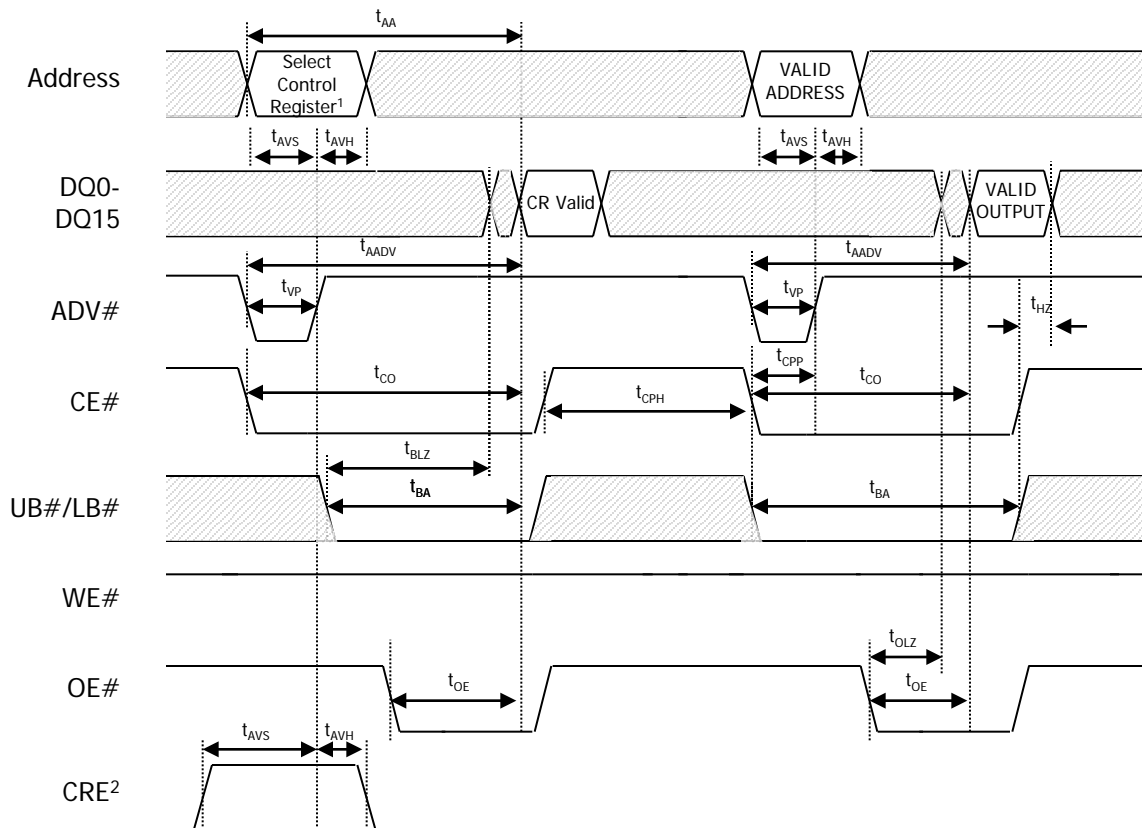 tAA
Address
Select
Control
Register¹
VALID
ADDRESS
tAVS
tAVH
tAVS
tAVH
DQ0-
DQ15
CR Valid
VALID
OUTPUT
tAADV
tAADV
tVP
tVP
ADV#
tHZ
tCPP
tCO
tCO
CE#
tCPH
tBLZ
tBA
tBA
UB#/LB#
WE#
tOLZ
OE#
tOE
tOE
tAVS
tAVH
CRE²